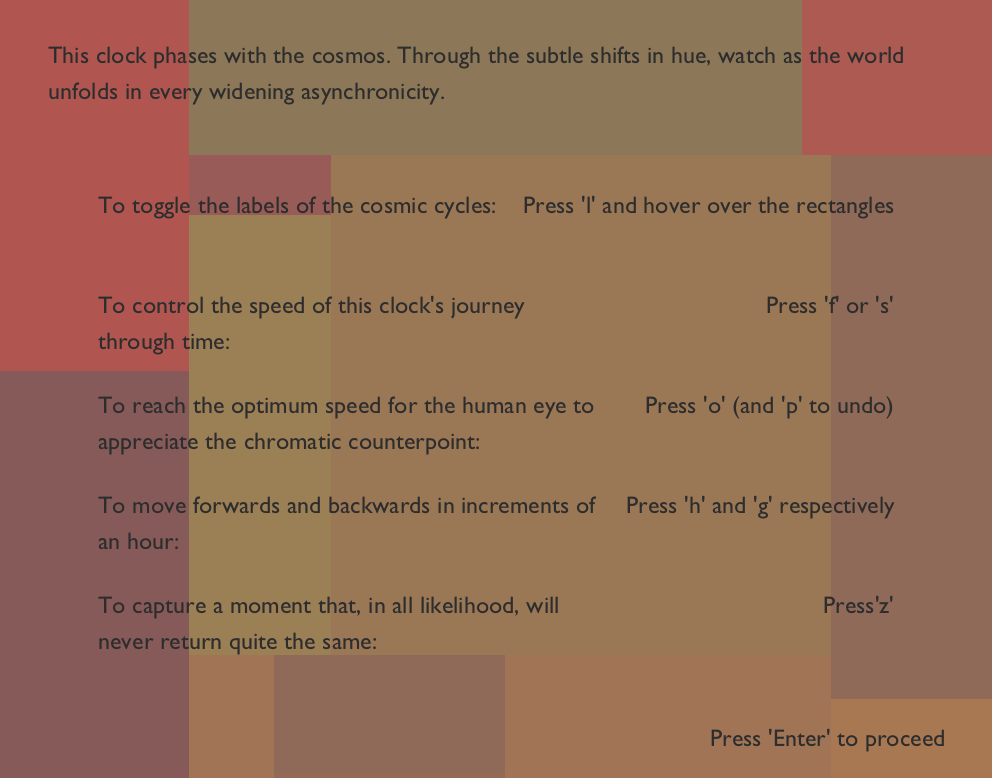 This clock phases with the cosmos. Through the subtle shifts in hue, watch as the world
unfolds in every widening asynchronicity.
To toggle the labels of the cosmic cycles: Press 'l' and hover over the rectangles
To control the speed of this clock's journey Press 'f' or 's'
through time:
To reach the optimum speed for the human eye to Press 'o' (and 'p' to undo)
appreciate the chromatic counterpoint:
To move forwards and backwards in increments of Press 'h' and 'g' respectively
an hour:
To capture a moment that, in all likelihood, will Press'z'
never return quite the same:
Press 'Enter' to proceed